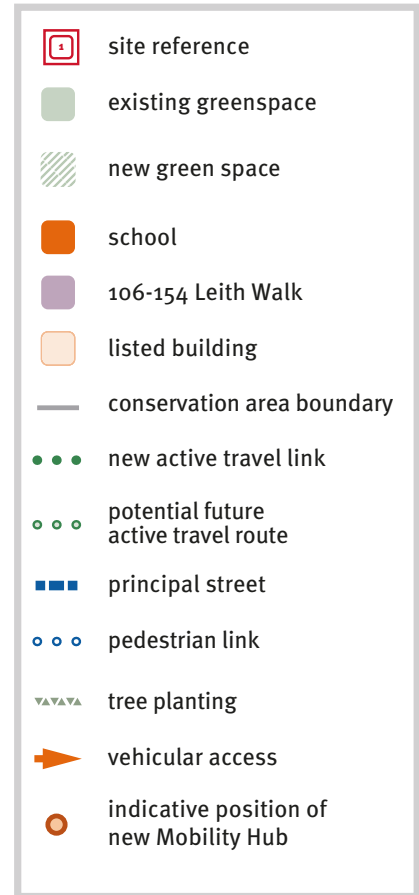 1 site reference
existing greenspace
new green space
school
106-154 Leith Walk
listed building
conservation area boundary
new active travel link
potential future
active travel route
principal street
pedestrian link
tree planting
vehicular access
indicative position of
new Mobility Hub